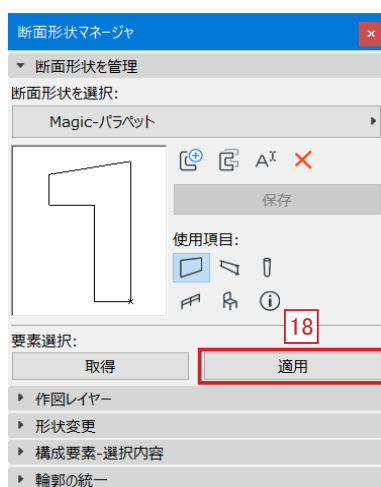 断面形状マネージャ
断面形状を管理
断面形状を選択:
Magic-パラペット
保存
使用項目:
18
要素選択:
取得 適用
作図レイヤー
形状変更
構成要素-選択内容
輪郭の統一